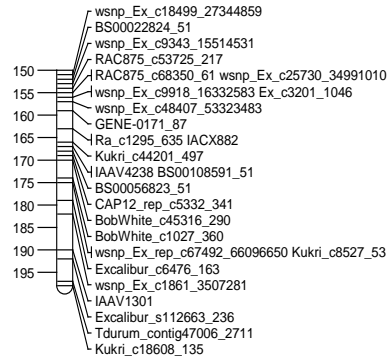 wsnp_Ex_c18499_27344859
BS00022824_51
wsnp_Ex_c9343_15514531
RAC875_c53725_217
150
RAC875_c68350_61 wsnp_Ex_c25730_34991010
155
wsnp_Ex_c9918_16332583 Ex_c3201_1046
wsnp_Ex_c48407_53323483
160
GENE-0171_87
165
Ra_c1295_635 IACX882
Kukri_c44201_497
170
IAAV4238 BS00108591_51
BS00056823_51
175
CAP12_rep_c5332_341
180
BobWhite_c45316_290
185
BobWhite_c1027_360
190
wsnp_Ex_rep_c67492_66096650 Kukri_c8527_53
195
Excalibur_c6476_163
wsnp_Ex_c1861_3507281
IAAV1301
Excalibur_s112663_236
Tdurum_contig47006_2711
Kukri_c18608_135